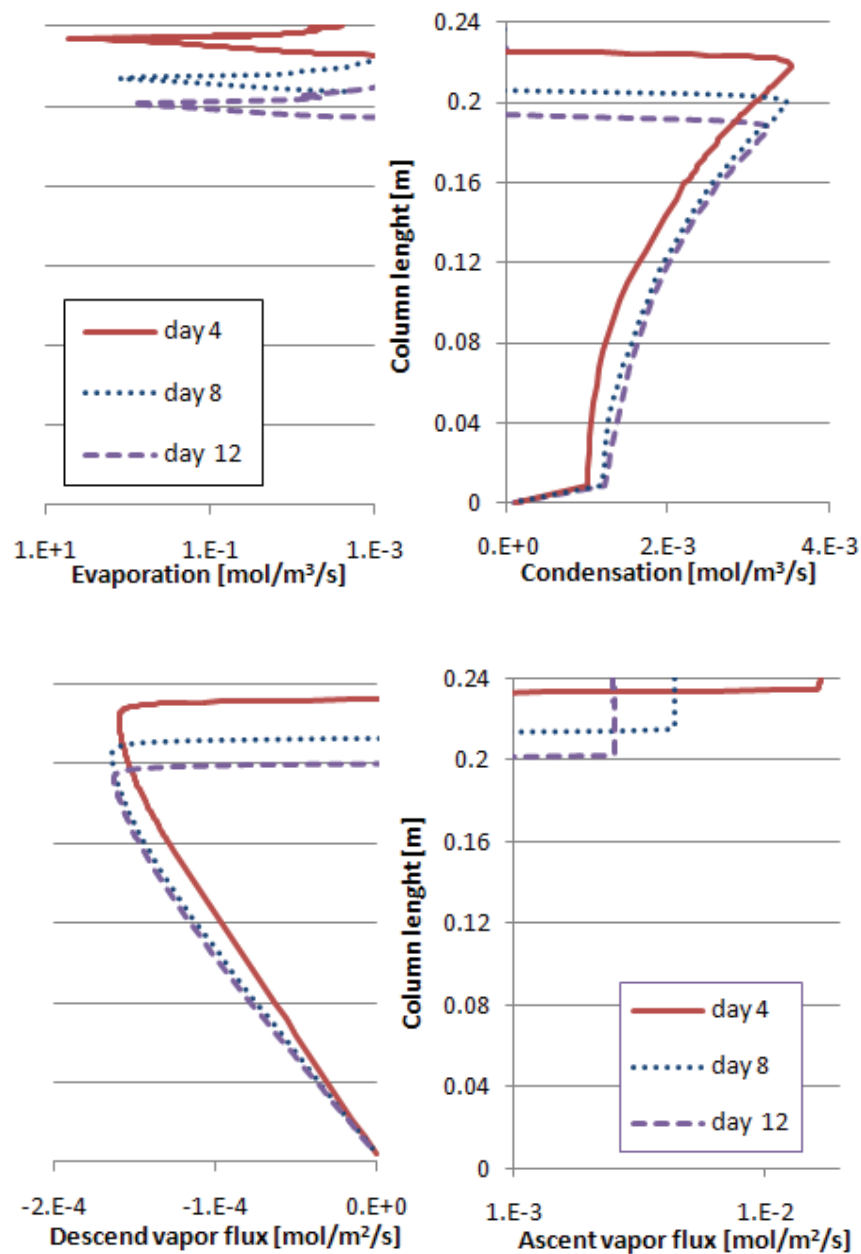 0.24
0.2
0.16
0.12
0.08
0.04
0
Column lenght [m]
day 4
day 8
day 12
1.E+1
1.E-1
1.E-3
Evaporation [mol/m³/s]
0.E+0
2.E-3
4.E-3
Condensation [mol/m³/s]
0.24
0.2
0.16
0.12
0.08
0.04
0
Column lenght [m]
day 4
day 8
day 12
-2.E-4
-1.E-4
0.E+0
Descend vapor flux [mol/m²/s]
1.E-3
1.E-2
Ascent vapor flux [mol/m²/s]